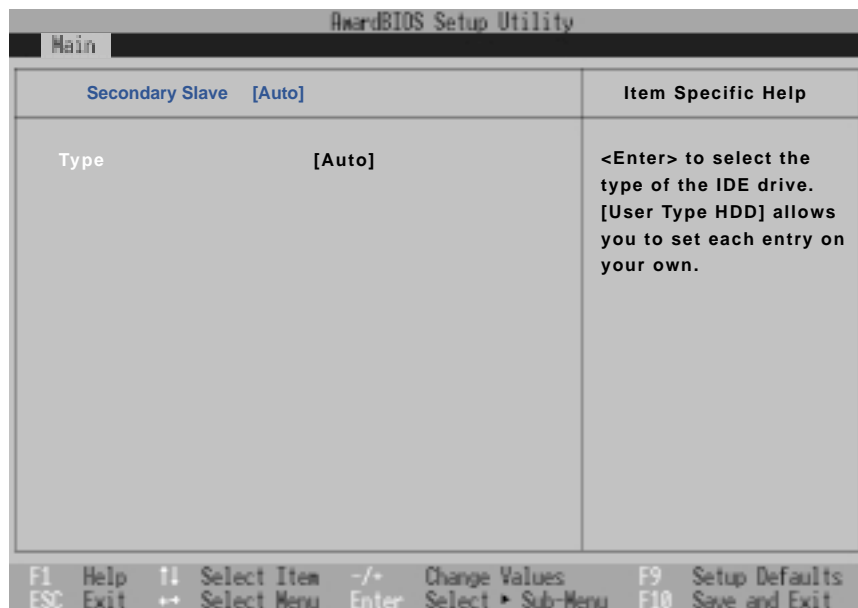 AwardBIOS Setup Utility
Main
Secondary Slave [Auto]
Item Specific Help
Type [Auto]
<Enter> to select the
type of the IDE drive.
[User Type HDD] allows
you to set each entry on
your own.
F1 Help ↑↓ Select Item -/+ Change Values F9 Setup Defaults
ESC Exit ←→ Select Menu Enter Select ► Sub-Menu F10 Save and Exit